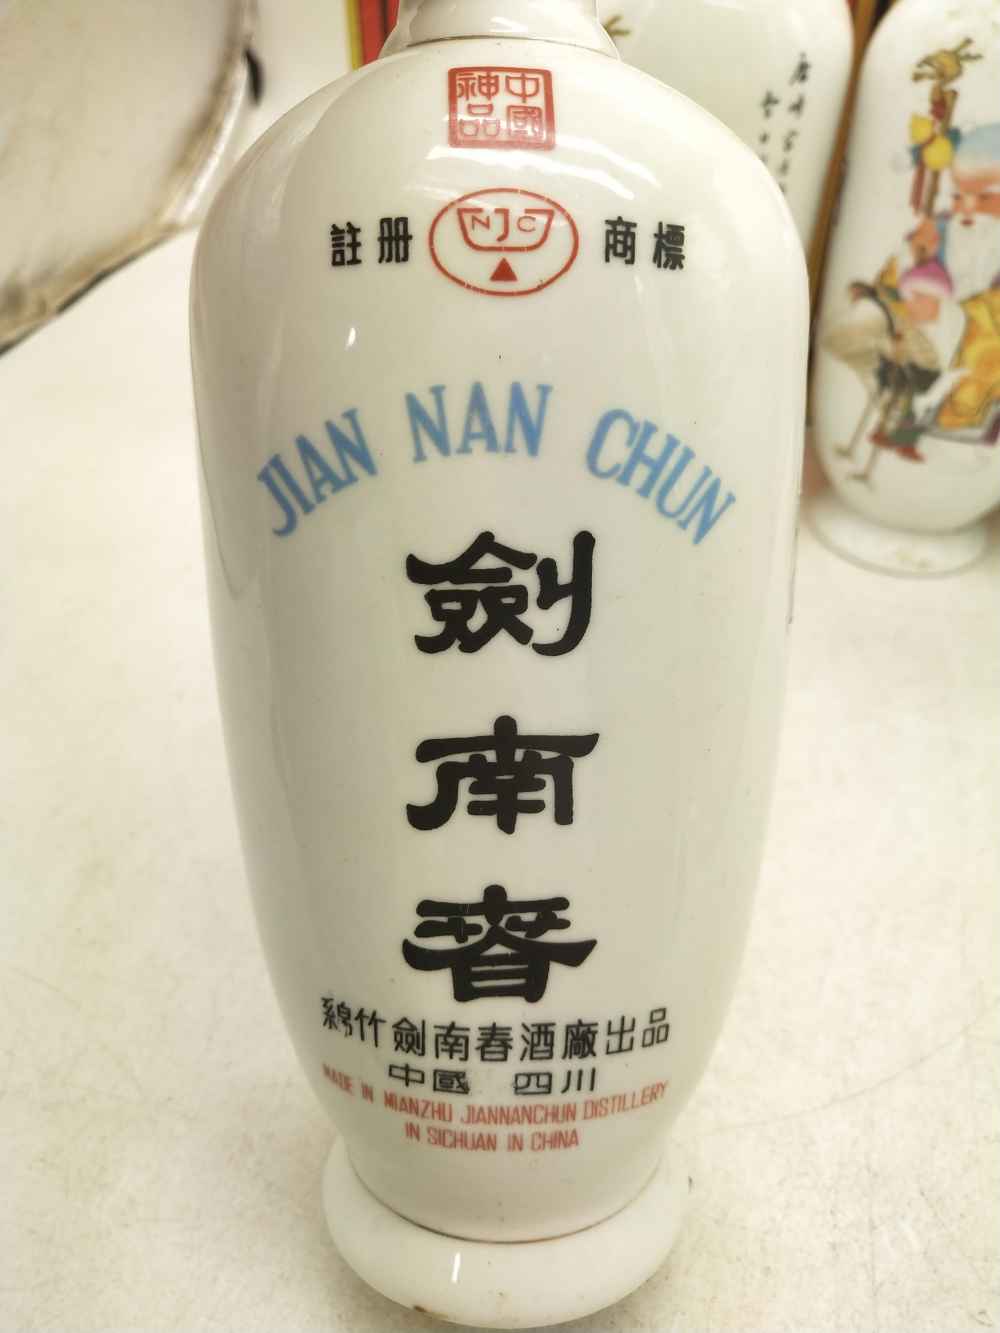 中國
神品
註册 NJC 商標
JIAN NAN CHUN
劍
南
春
綿竹劍南春酒廠出品
中國 四川
MADE IN MIANZHU JIANNANCHUN DISTILLERY
IN SICHUAN IN CHINA